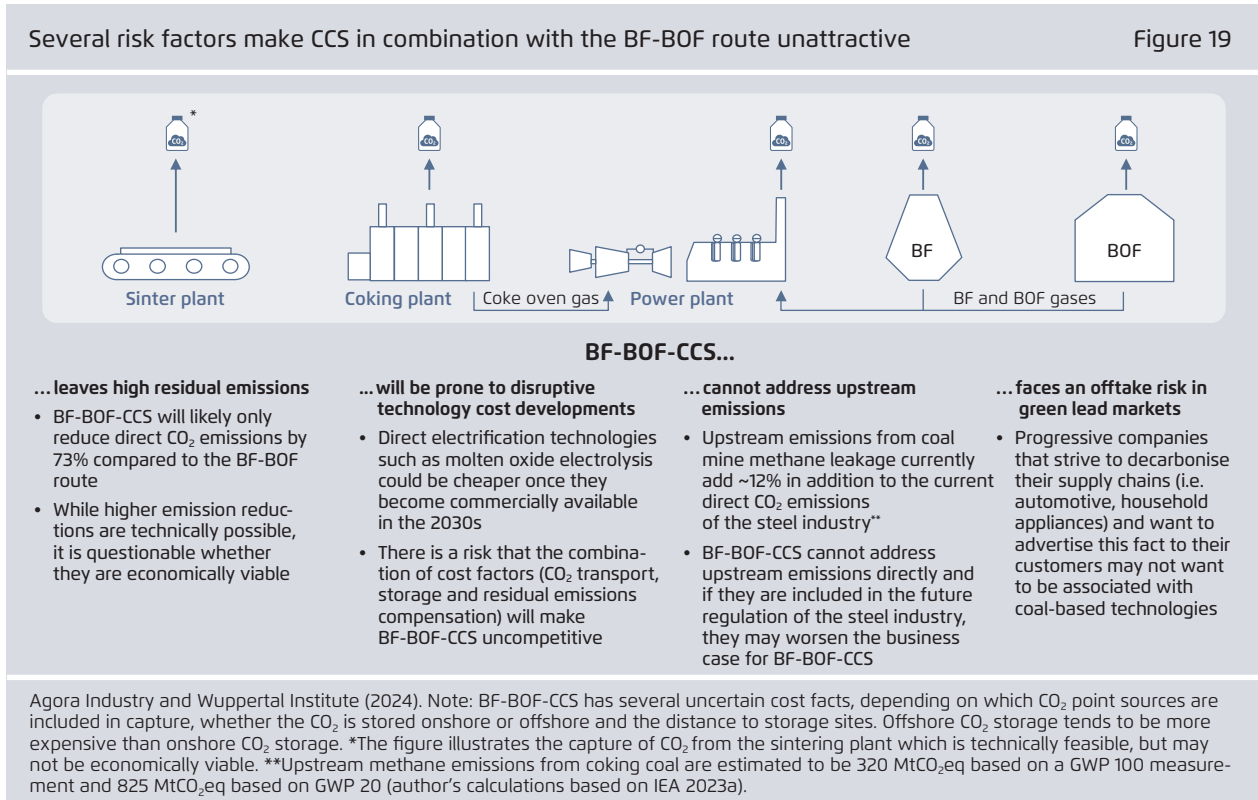 Several risk factors make CCS in combination with the BF-BOF route unattractive
Figure 19
*
CO₂
CO₂
CO₂
CO₂
CO₂
BF
BOF
Sinter plant
Coking plant
Coke oven gas
Power plant
BF and BOF gases
BF-BOF-CCS...
...leaves high residual emissions
• BF-BOF-CCS will likely only
reduce direct CO₂ emissions by
73% compared to the BF-BOF
route
• While higher emission reduc-
tions are technically possible,
it is questionable whether
they are economically viable
... will be prone to disruptive
technology cost developments
• Direct electrification technologies
such as molten oxide electrolysis
could be cheaper once they
become commercially available
in the 2030s
• There is a risk that the combina-
tion of cost factors (CO₂ transport,
storage and residual emissions
compensation) will make
BF-BOF-CCS uncompetitive
...cannot address upstream
emissions
• Upstream emissions from coal
mine methane leakage currently
add ~12% in addition to the current
direct CO₂ emissions
of the steel industry**
• BF-BOF-CCS cannot address
upstream emissions directly and
if they are included in the future
regulation of the steel industry,
they may worsen the business
case for BF-BOF-CCS
...faces an offtake risk in
green lead markets
• Progressive companies
that strive to decarbonise
their supply chains (i.e.
automotive, household
appliances) and want to
advertise this fact to their
customers may not want
to be associated with
coal-based technologies
Agora Industry and Wuppertal Institute (2024). Note: BF-BOF-CCS has several uncertain cost facts, depending on which CO₂ point sources are
included in capture, whether the CO₂ is stored onshore or offshore and the distance to storage sites. Offshore CO₂ storage tends to be more
expensive than onshore CO₂ storage. *The figure illustrates the capture of CO₂ from the sintering plant which is technically feasible, but may
not be economically viable. **Upstream methane emissions from coking coal are estimated to be 320 MtCO₂eq based on a GWP 100 measure-
ment and 825 MtCO₂eq based on GWP 20 (author's calculations based on IEA 2023a).